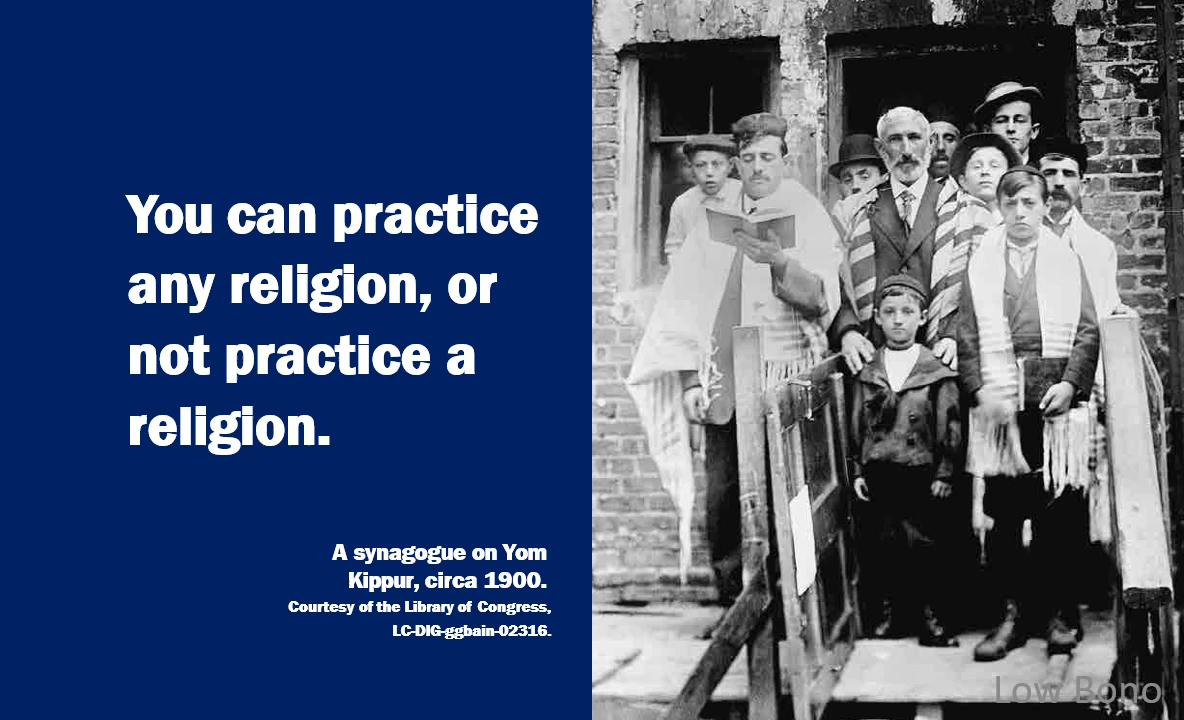 You can practice
any religion, or
not practice a
religion.
A synagogue on Yom
Kippur, circa 1900.
Courtesy of the Library of Congress,
LC-DIG-ggbain-02316.
Low Bono